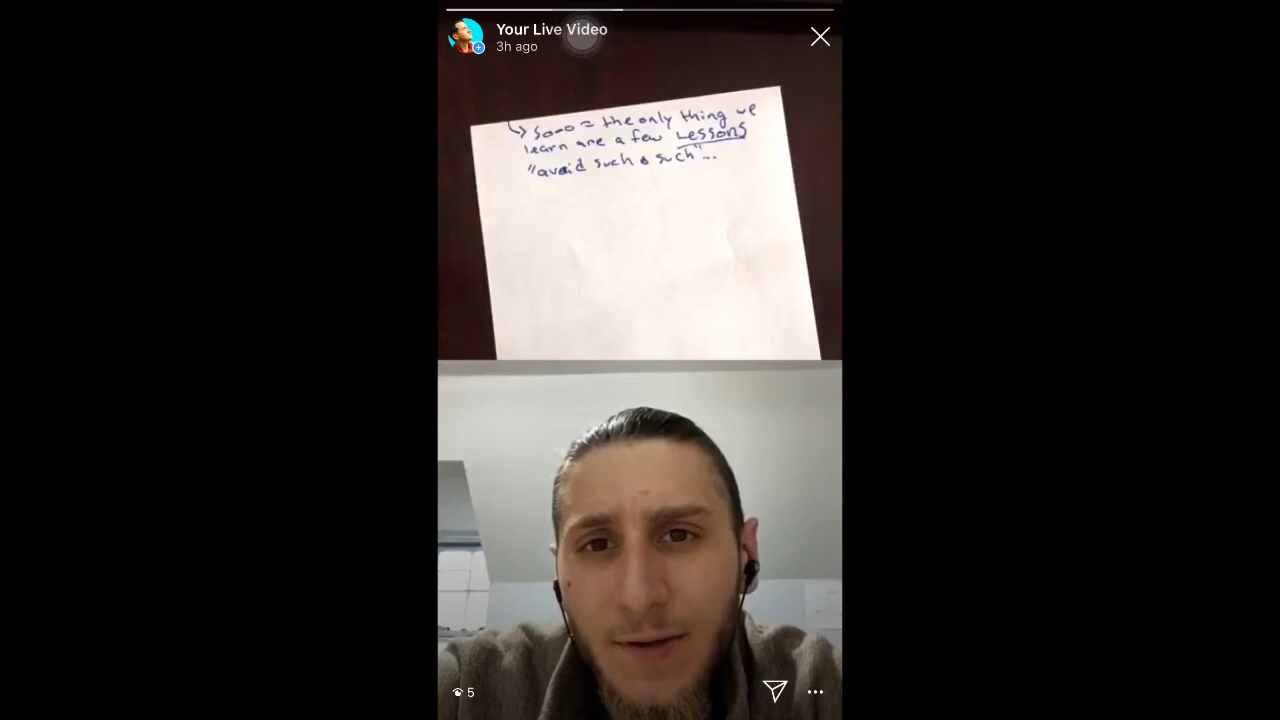 Your Live Video
3h ago
so-o = the only thing we
learn are a few Lessons
"avoid such & such"...
5